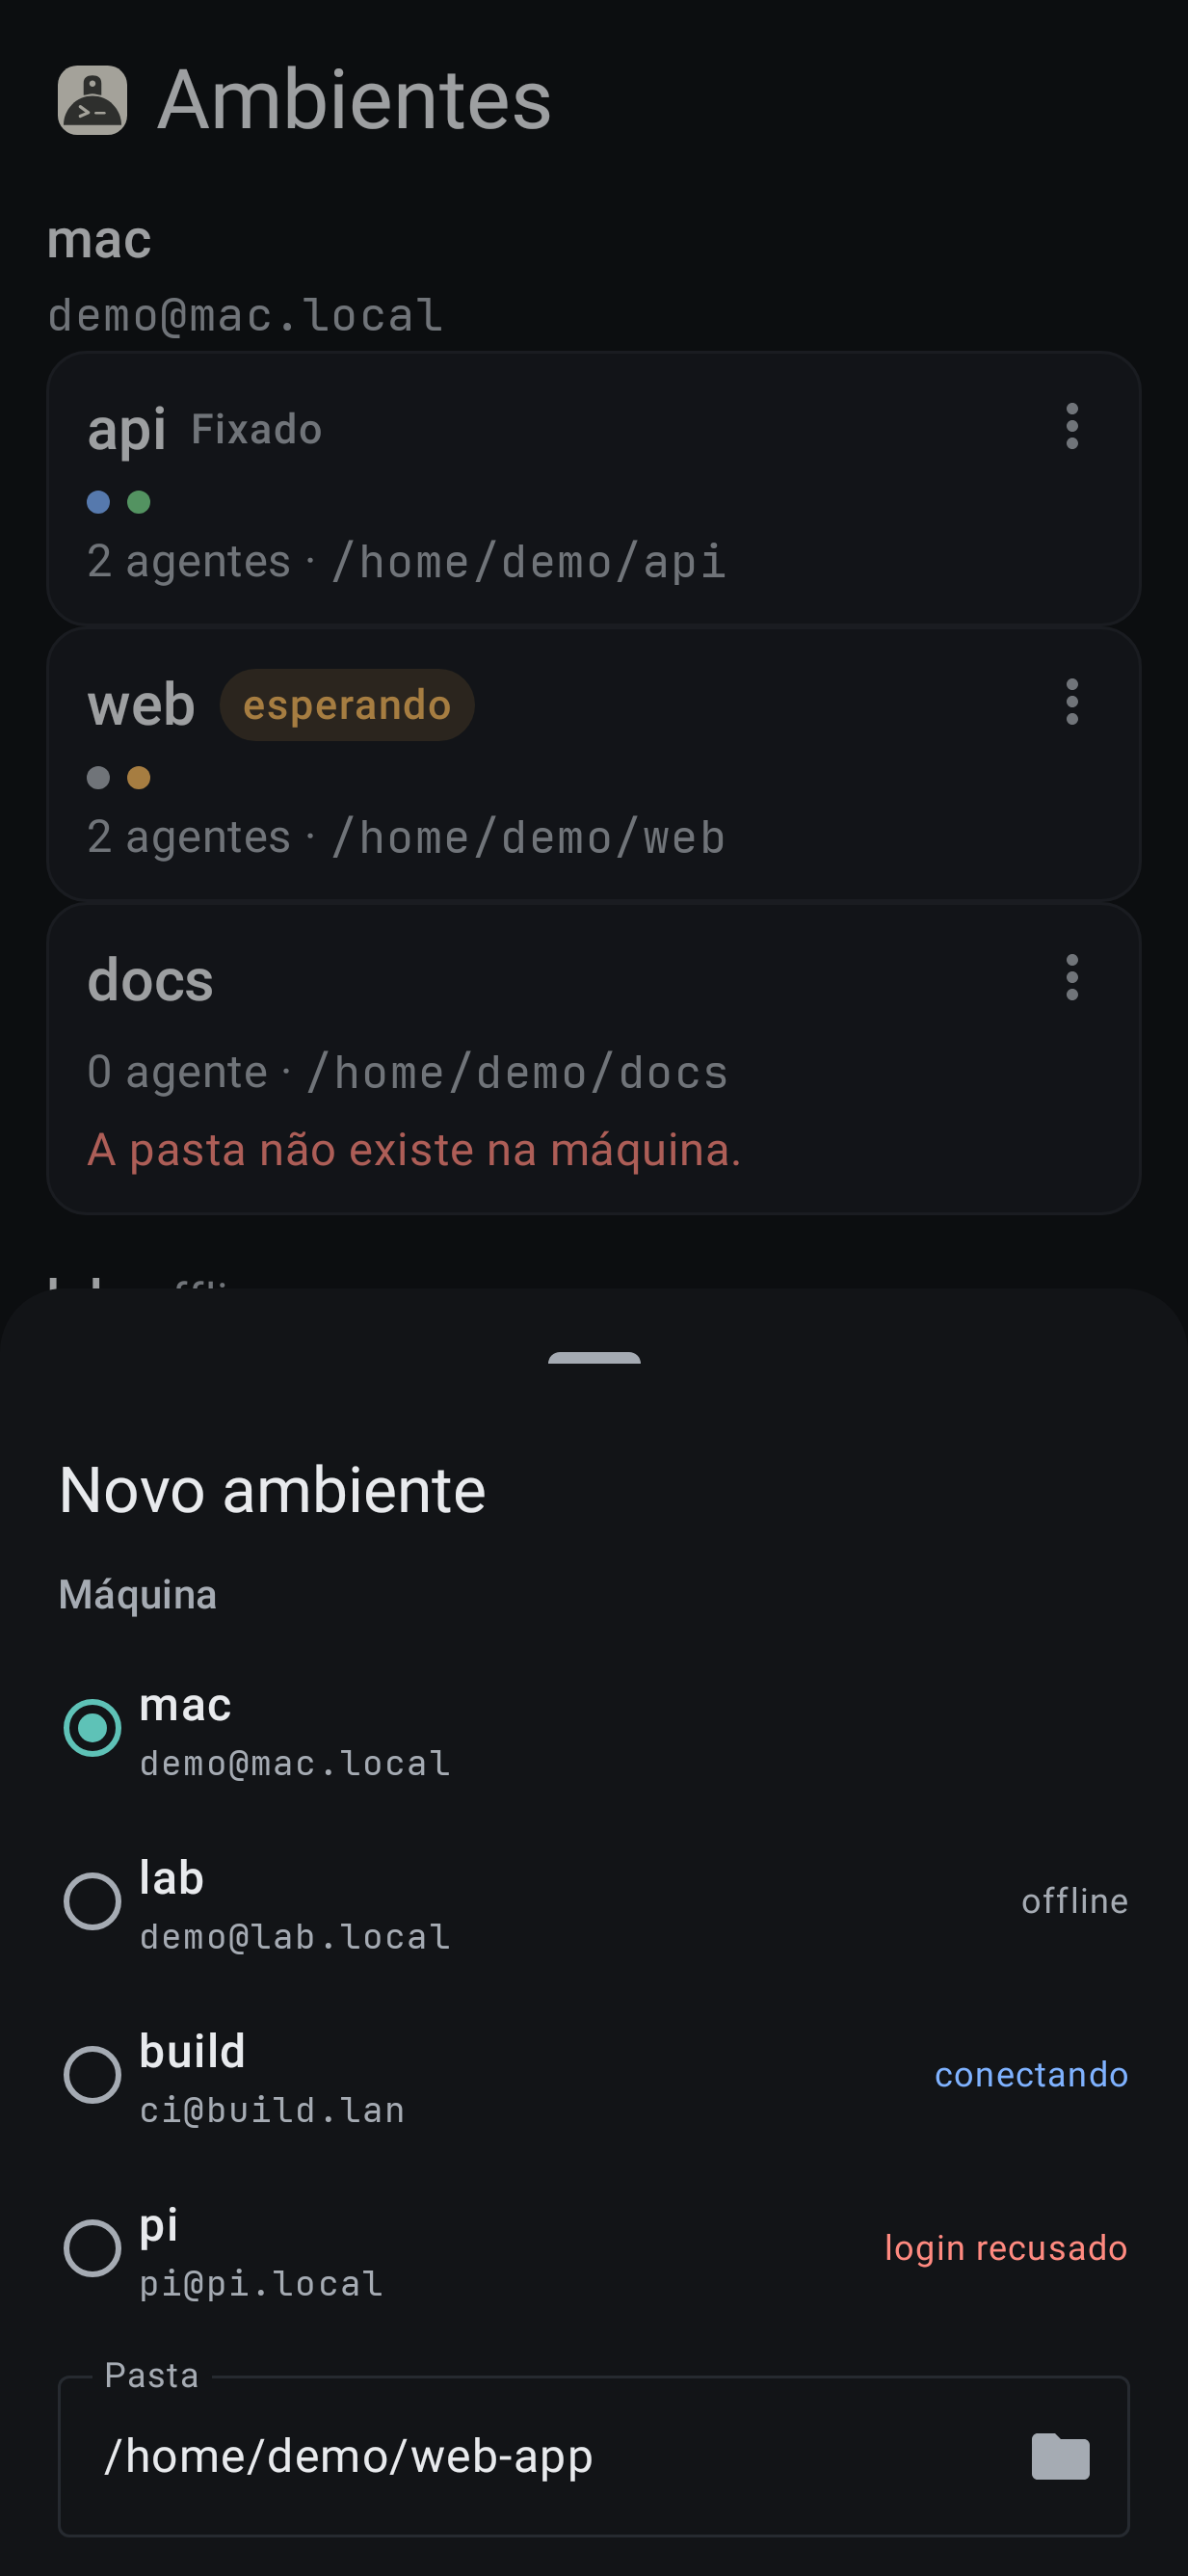 Ambientes
mac
demo@mac.local
api Fixado
2 agentes · /home/demo/api
web esperando
2 agentes · /home/demo/web
docs
0 agente · /home/demo/docs
A pasta não existe na máquina.
Novo ambiente
Máquina
mac
demo@mac.local
lab offline
demo@lab.local
build conectando
ci@build.lan
pi login recusado
pi@pi.local
Pasta
/home/demo/web-app